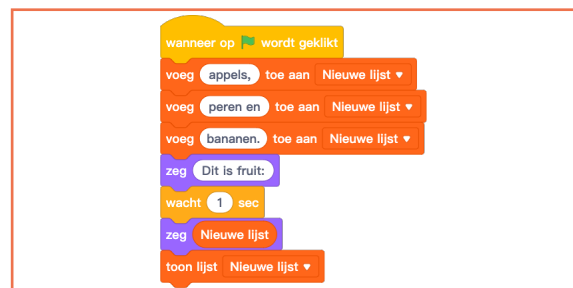 wanneer op wordt geklikt
voeg appels, toe aan Nieuwe lijst
voeg peren en toe aan Nieuwe lijst
voeg bananen. toe aan Nieuwe lijst
zeg Dit is fruit:
wacht 1 sec
zeg Nieuwe lijst
toon lijst Nieuwe lijst